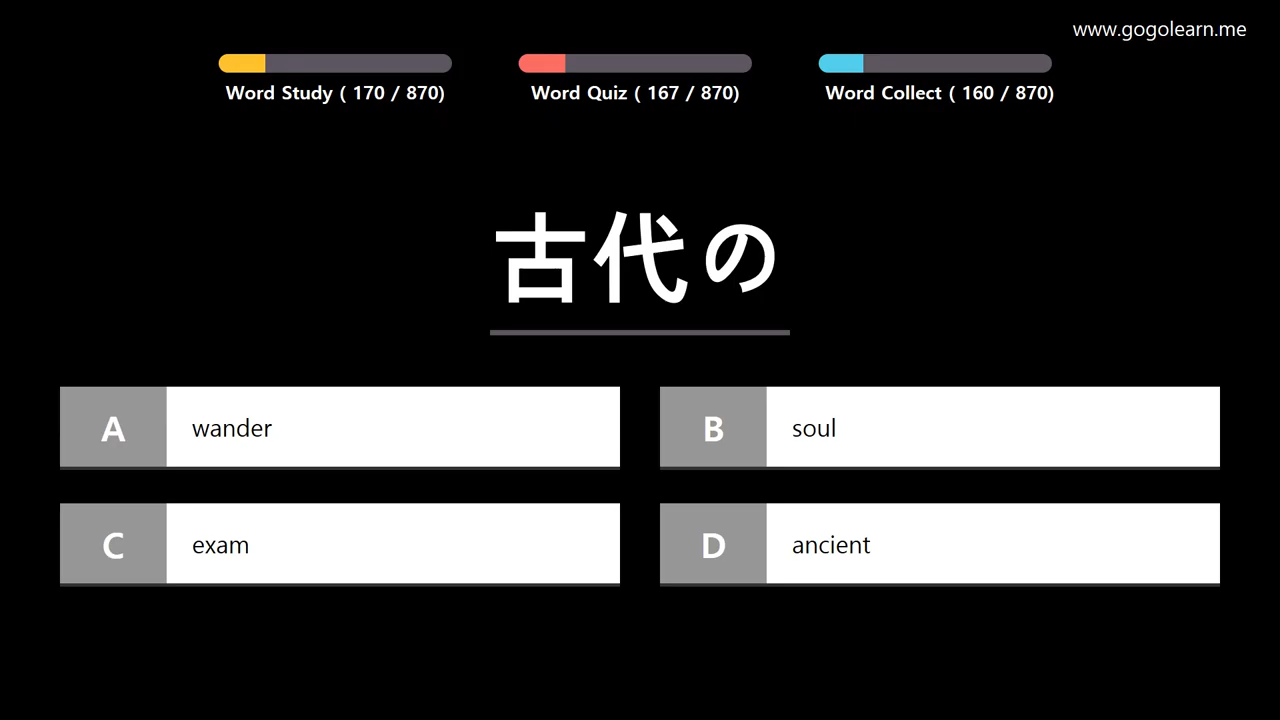 www.gogolearn.me
Word Study ( 170 / 870)
Word Quiz ( 167 / 870)
Word Collect ( 160 / 870)
古代の
A wander
B soul
C exam
D ancient